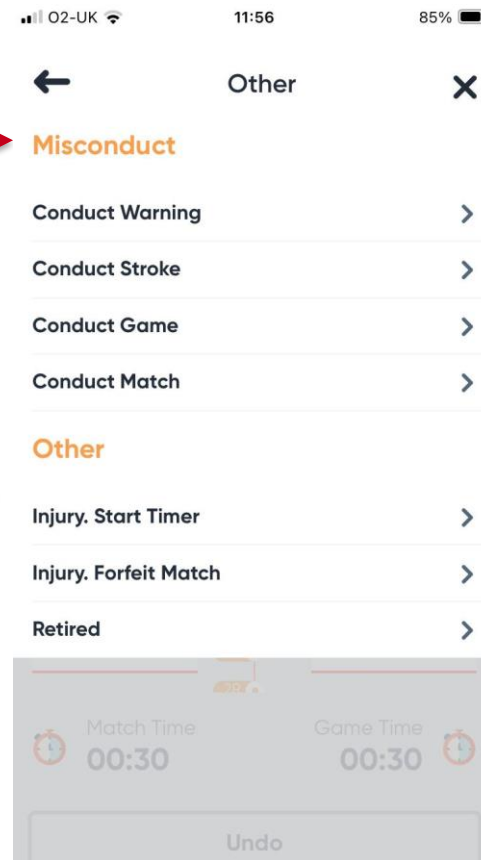 O2-UK 11:56 85%
Other
Misconduct
Conduct Warning
Conduct Stroke
Conduct Game
Conduct Match
Other
Injury. Start Timer
Injury. Forfeit Match
Retired
Match Time Game Time
00:30 00:30
Undo